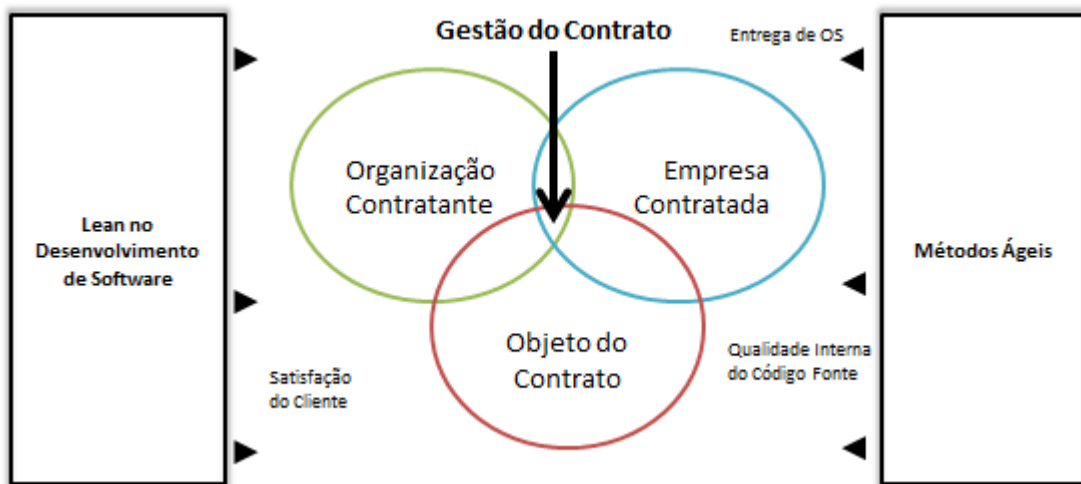 Gestão do Contrato
Entrega de OS
Organização
Contratante
Empresa
Contratada
Lean no
Desenvolvimento
de Software
Métodos Ágeis
Objeto do
Contrato
Qualidade Interna
do Código Fonte
Satisfação
do Cliente